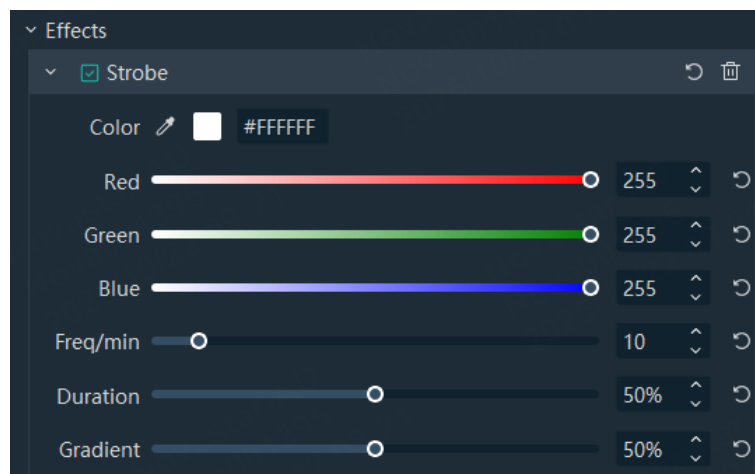 Effects
Strobe
Color #FFFFFF
Red 255
Green 255
Blue 255
Freq/min 10
Duration 50%
Gradient 50%